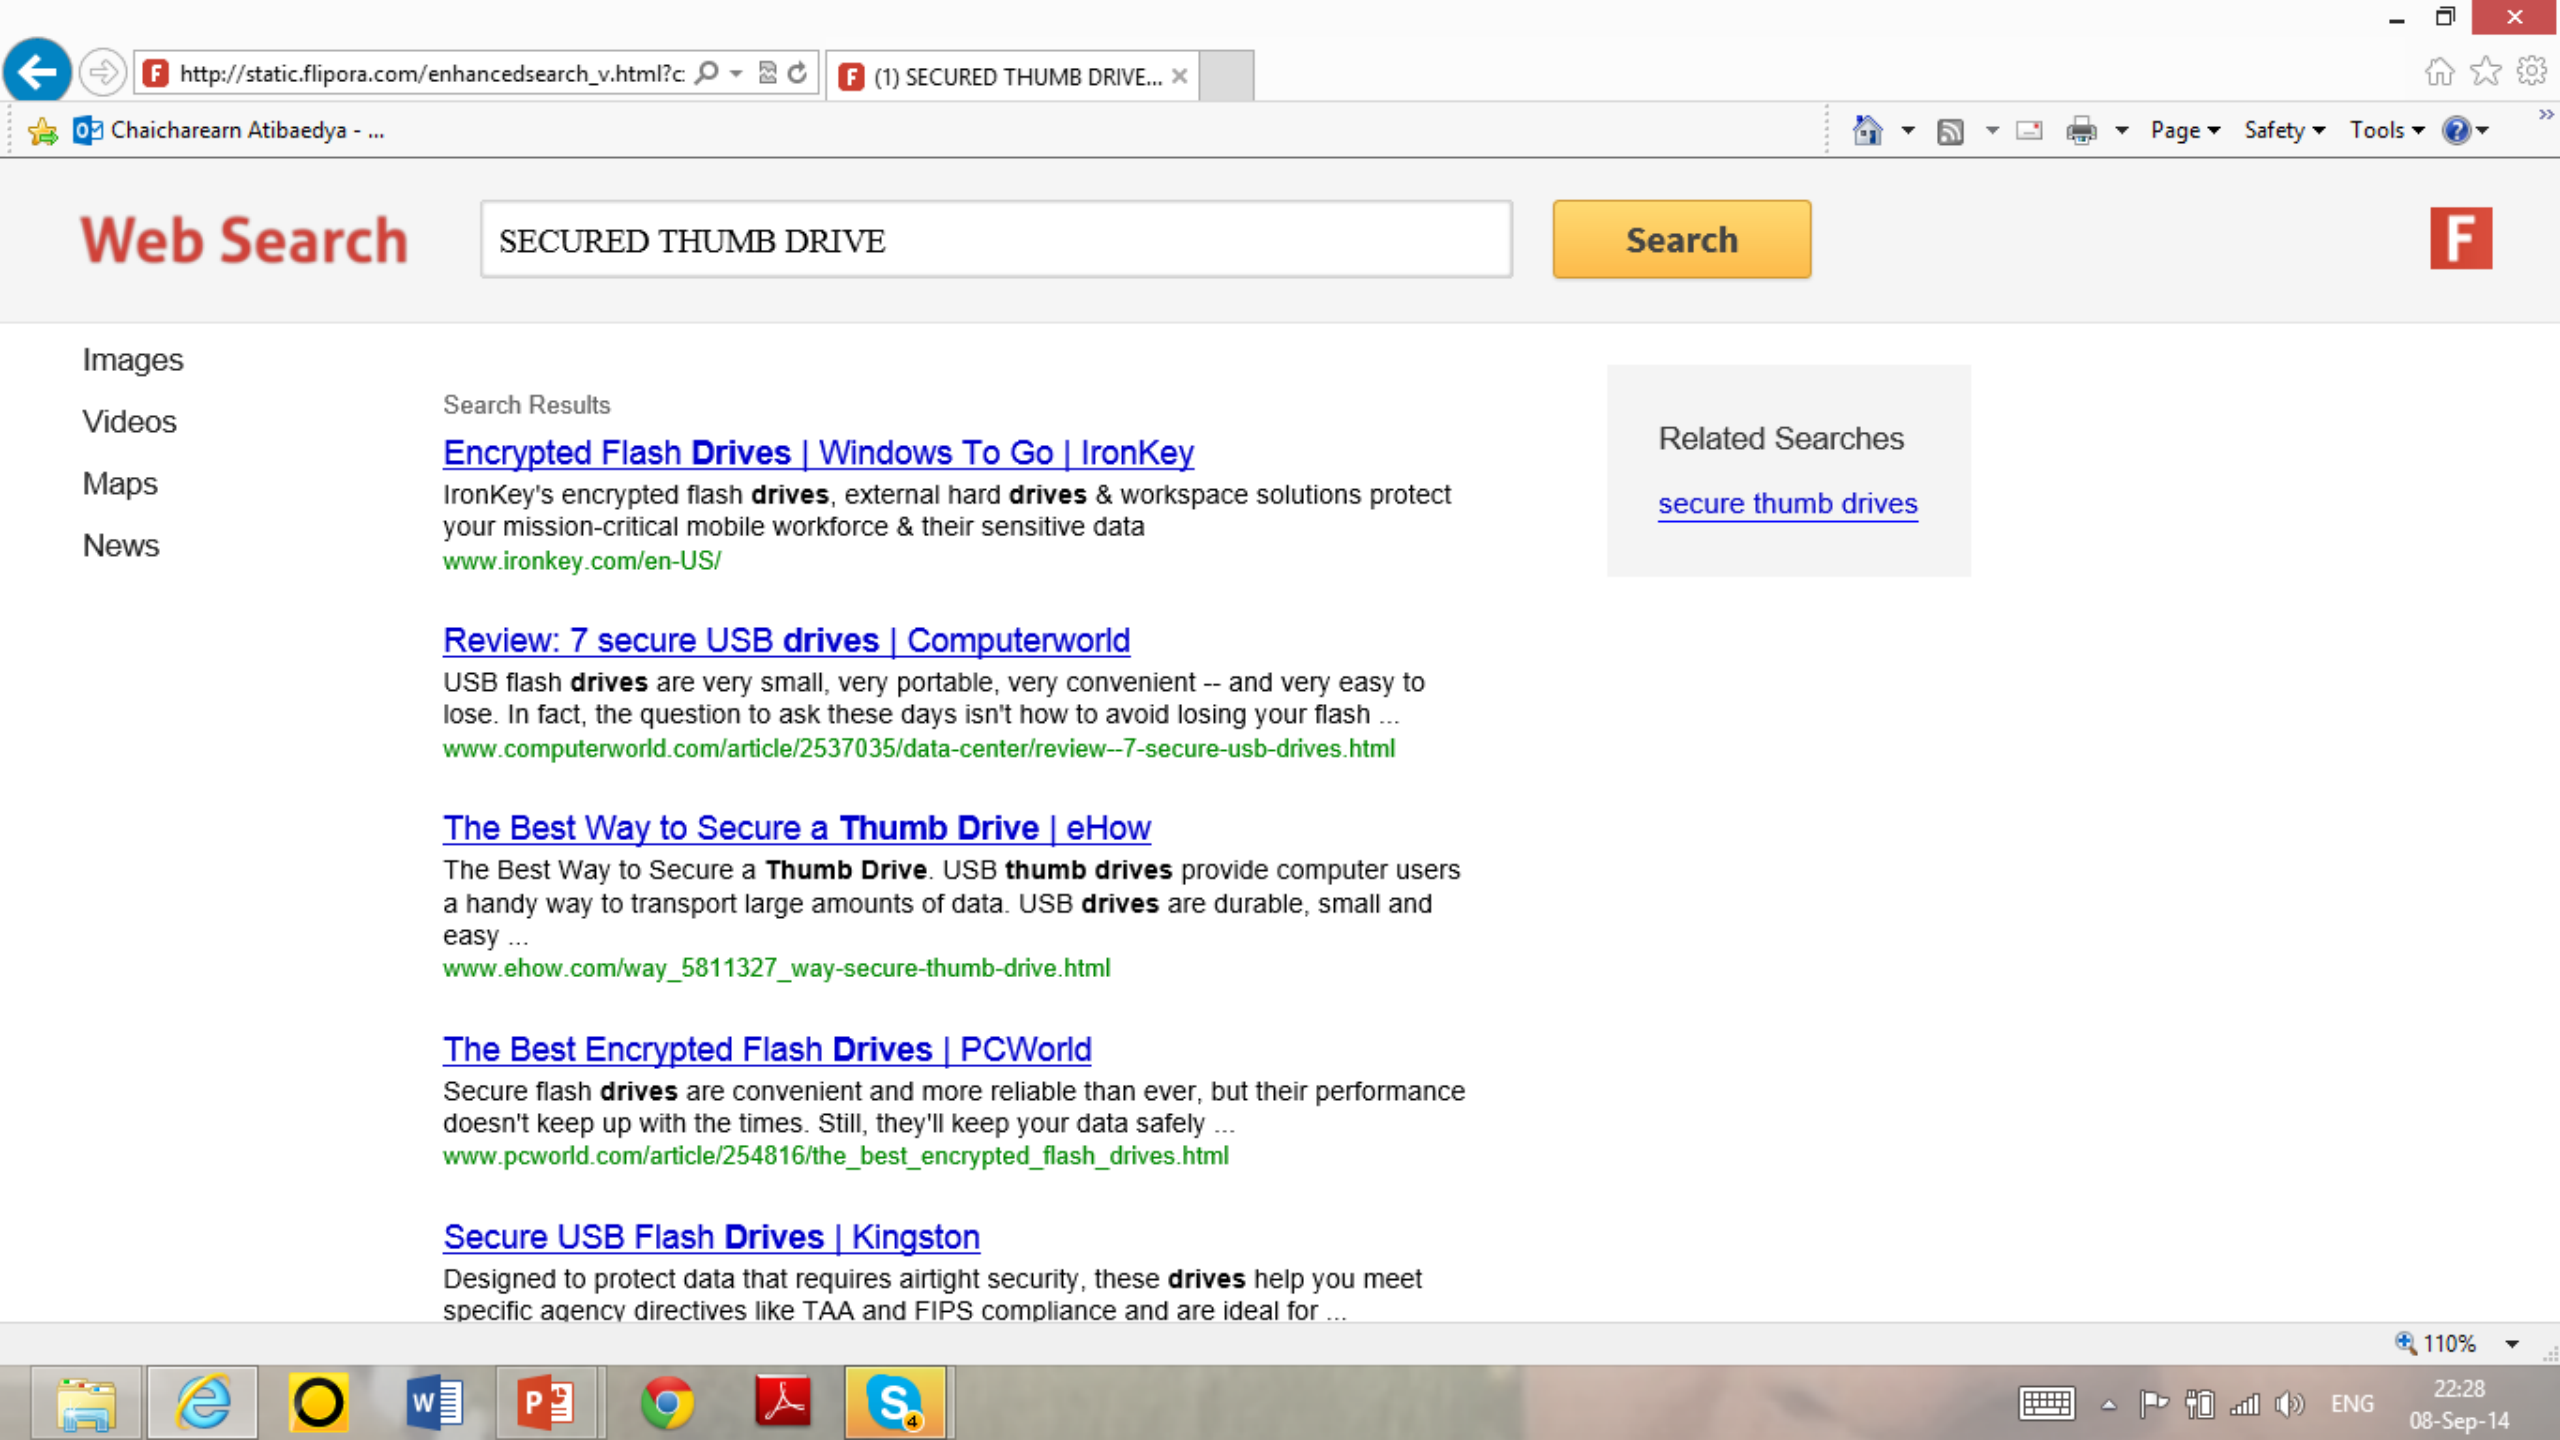 http://static.flipora.com/enhancedsearch_v.html?c:
F (1) SECURED THUMB DRIVE...
Chaicharearn Atibaedya - ...
Page
Safety
Tools
Web Search
SECURED THUMB DRIVE
Search
F
Images
Videos
Maps
News
Search Results
Encrypted Flash Drives | Windows To Go | IronKey
IronKey's encrypted flash drives, external hard drives & workspace solutions protect
your mission-critical mobile workforce & their sensitive data
www.ironkey.com/en-US/
Review: 7 secure USB drives | Computerworld
USB flash drives are very small, very portable, very convenient -- and very easy to
lose. In fact, the question to ask these days isn't how to avoid losing your flash ...
www.computerworld.com/article/2537035/data-center/review--7-secure-usb-drives.html
The Best Way to Secure a Thumb Drive | eHow
The Best Way to Secure a Thumb Drive. USB thumb drives provide computer users
a handy way to transport large amounts of data. USB drives are durable, small and
easy ...
www.ehow.com/way_5811327_way-secure-thumb-drive.html
The Best Encrypted Flash Drives | PCWorld
Secure flash drives are convenient and more reliable than ever, but their performance
doesn't keep up with the times. Still, they'll keep your data safely ...
www.pcworld.com/article/254816/the_best_encrypted_flash_drives.html
Secure USB Flash Drives | Kingston
Designed to protect data that requires airtight security, these drives help you meet
specific agency directives like TAA and FIPS compliance and are ideal for ...
Related Searches
secure thumb drives
110%
4
ENG
22:28
08-Sep-14